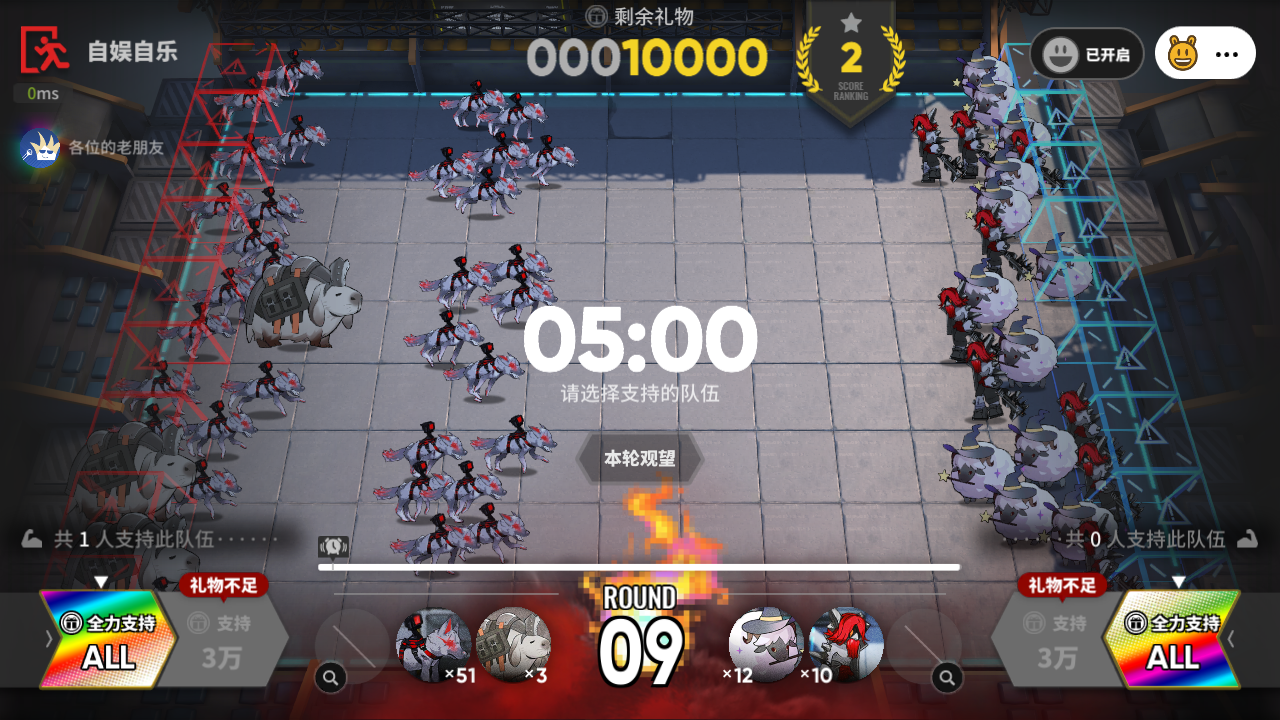 剩余礼物
00010000
自娱自乐
0ms
2
SCORE
RANKING
已开启
各位的老朋友
05:00
请选择支持的队伍
本轮观望
共 1 人支持此队伍
共 0 人支持此队伍
礼物不足
全力支持
ALL
支持
3万
×51
×3
ROUND
09
×12
×10
礼物不足
支持
3万
全力支持
ALL